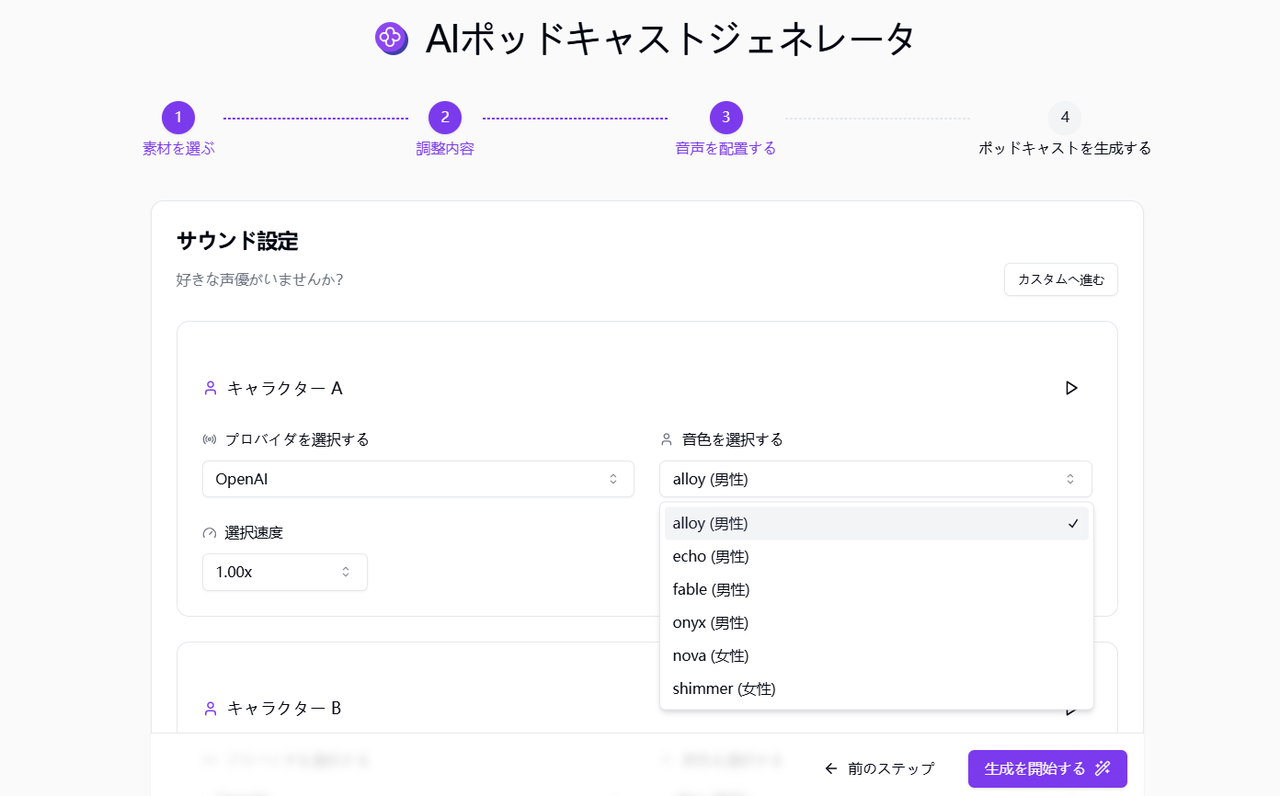 AIポッドキャストジェネレータ
1
2
3
4
素材を選ぶ
調整内容
音声を配置する
ポッドキャストを生成する
サウンド設定
好きな声優がいませんか?
カスタムへ進む
キャラクター A
プロバイダを選択する
音色を選択する
OpenAI
alloy (男性)
alloy (男性)
選択速度
echo (男性)
1.00x
fable (男性)
onyx (男性)
nova (女性)
shimmer (女性)
キャラクター B
前のステップ
生成を開始する